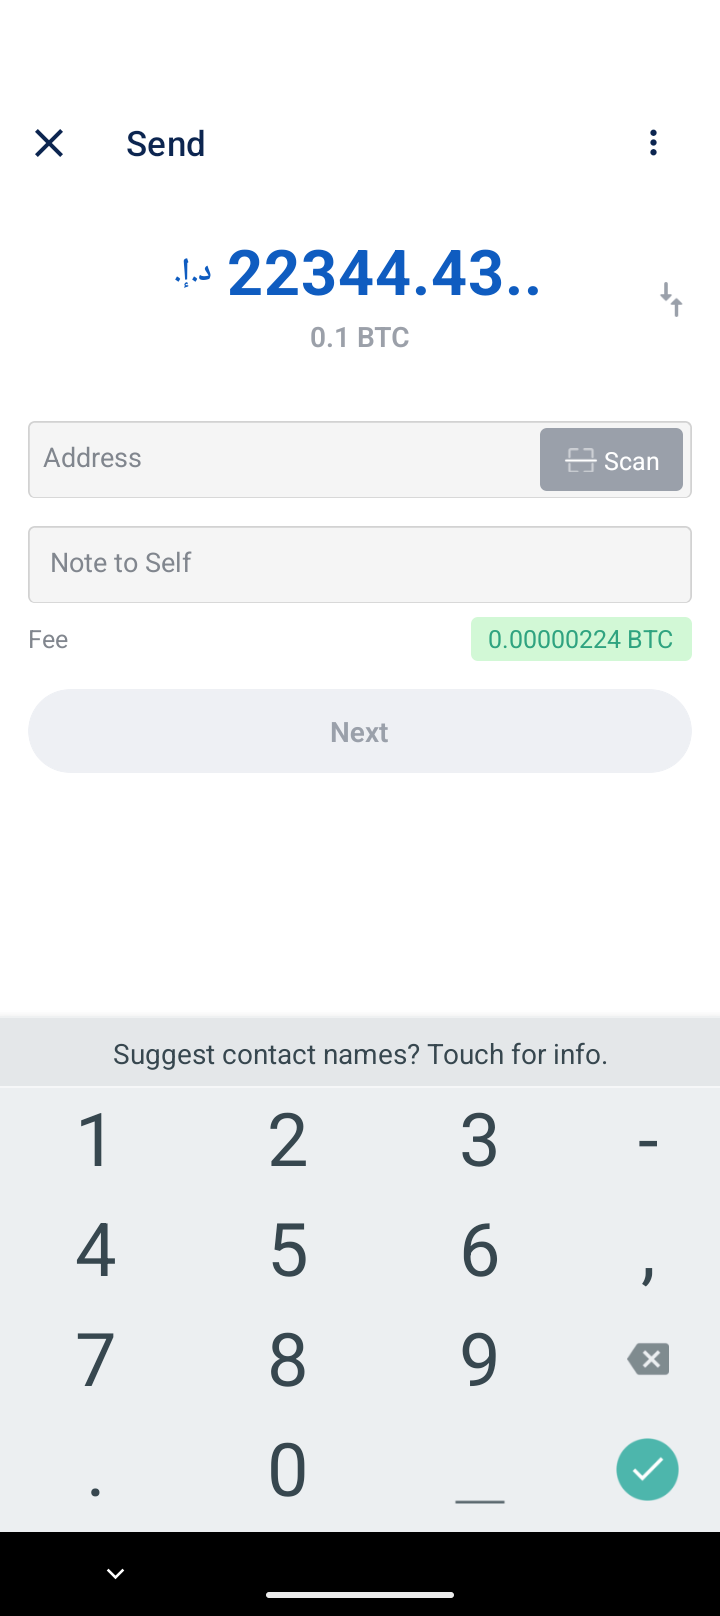 Send
د.إ. 22344.43..
0.1 BTC
Address
Scan
Note to Self
Fee
0.00000224 BTC
Next
Suggest contact names? Touch for info.
1 2 3 -
4 5 6 ,
7 8 9
. 0 _